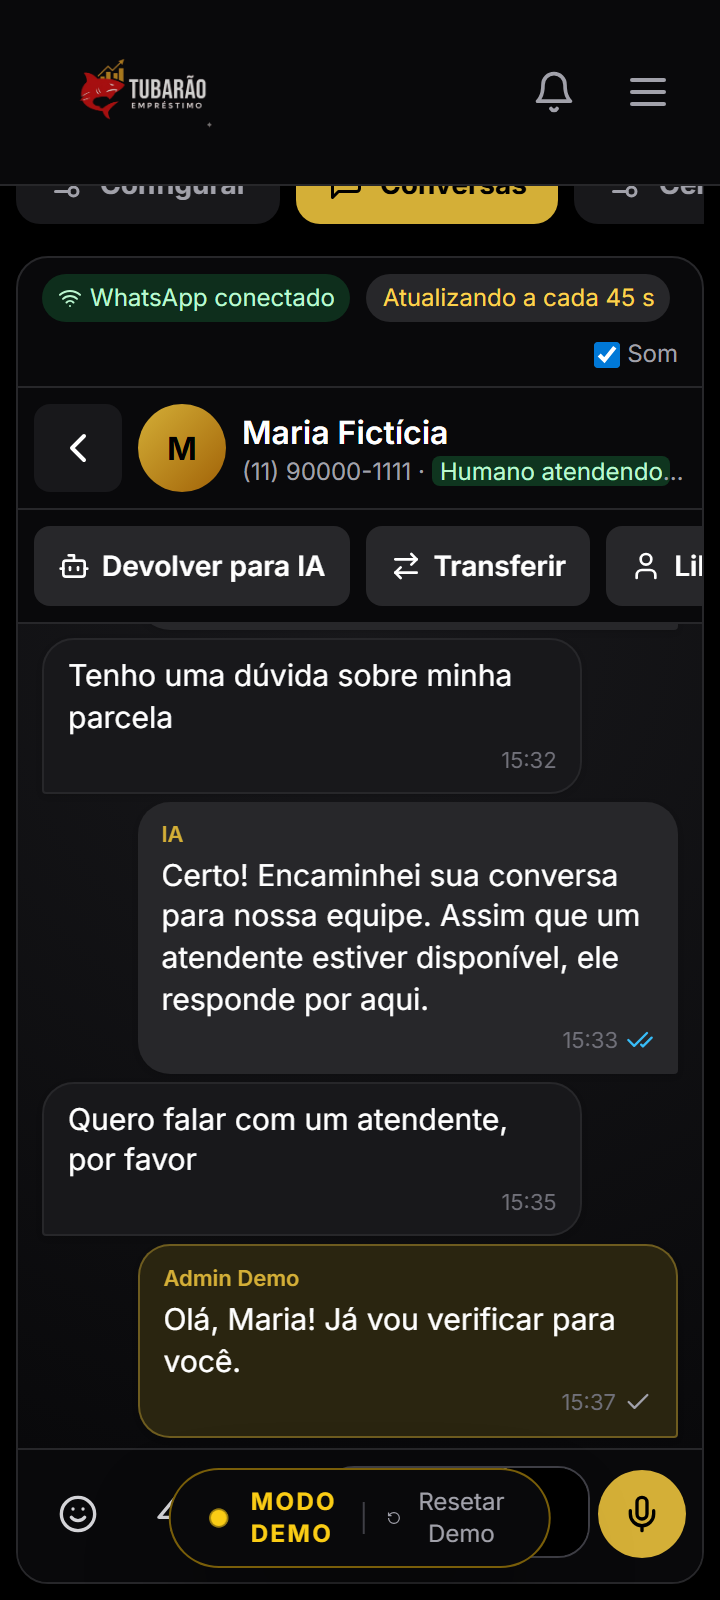 TUBARÃO
EMPRÉSTIMO
Configurar
Conversas
WhatsApp conectado
Atualizando a cada 45 s
Som
M
Maria Fictícia
(11) 90000-1111 · Humano atendendo...
Devolver para IA
Transferir
Tenho uma dúvida sobre minha
parcela
15:32
IA
Certo! Encaminhei sua conversa
para nossa equipe. Assim que um
atendente estiver disponível, ele
responde por aqui.
15:33
Quero falar com um atendente,
por favor
15:35
Admin Demo
Olá, Maria! Já vou verificar para
você.
15:37
MODO
DEMO
Resetar
Demo